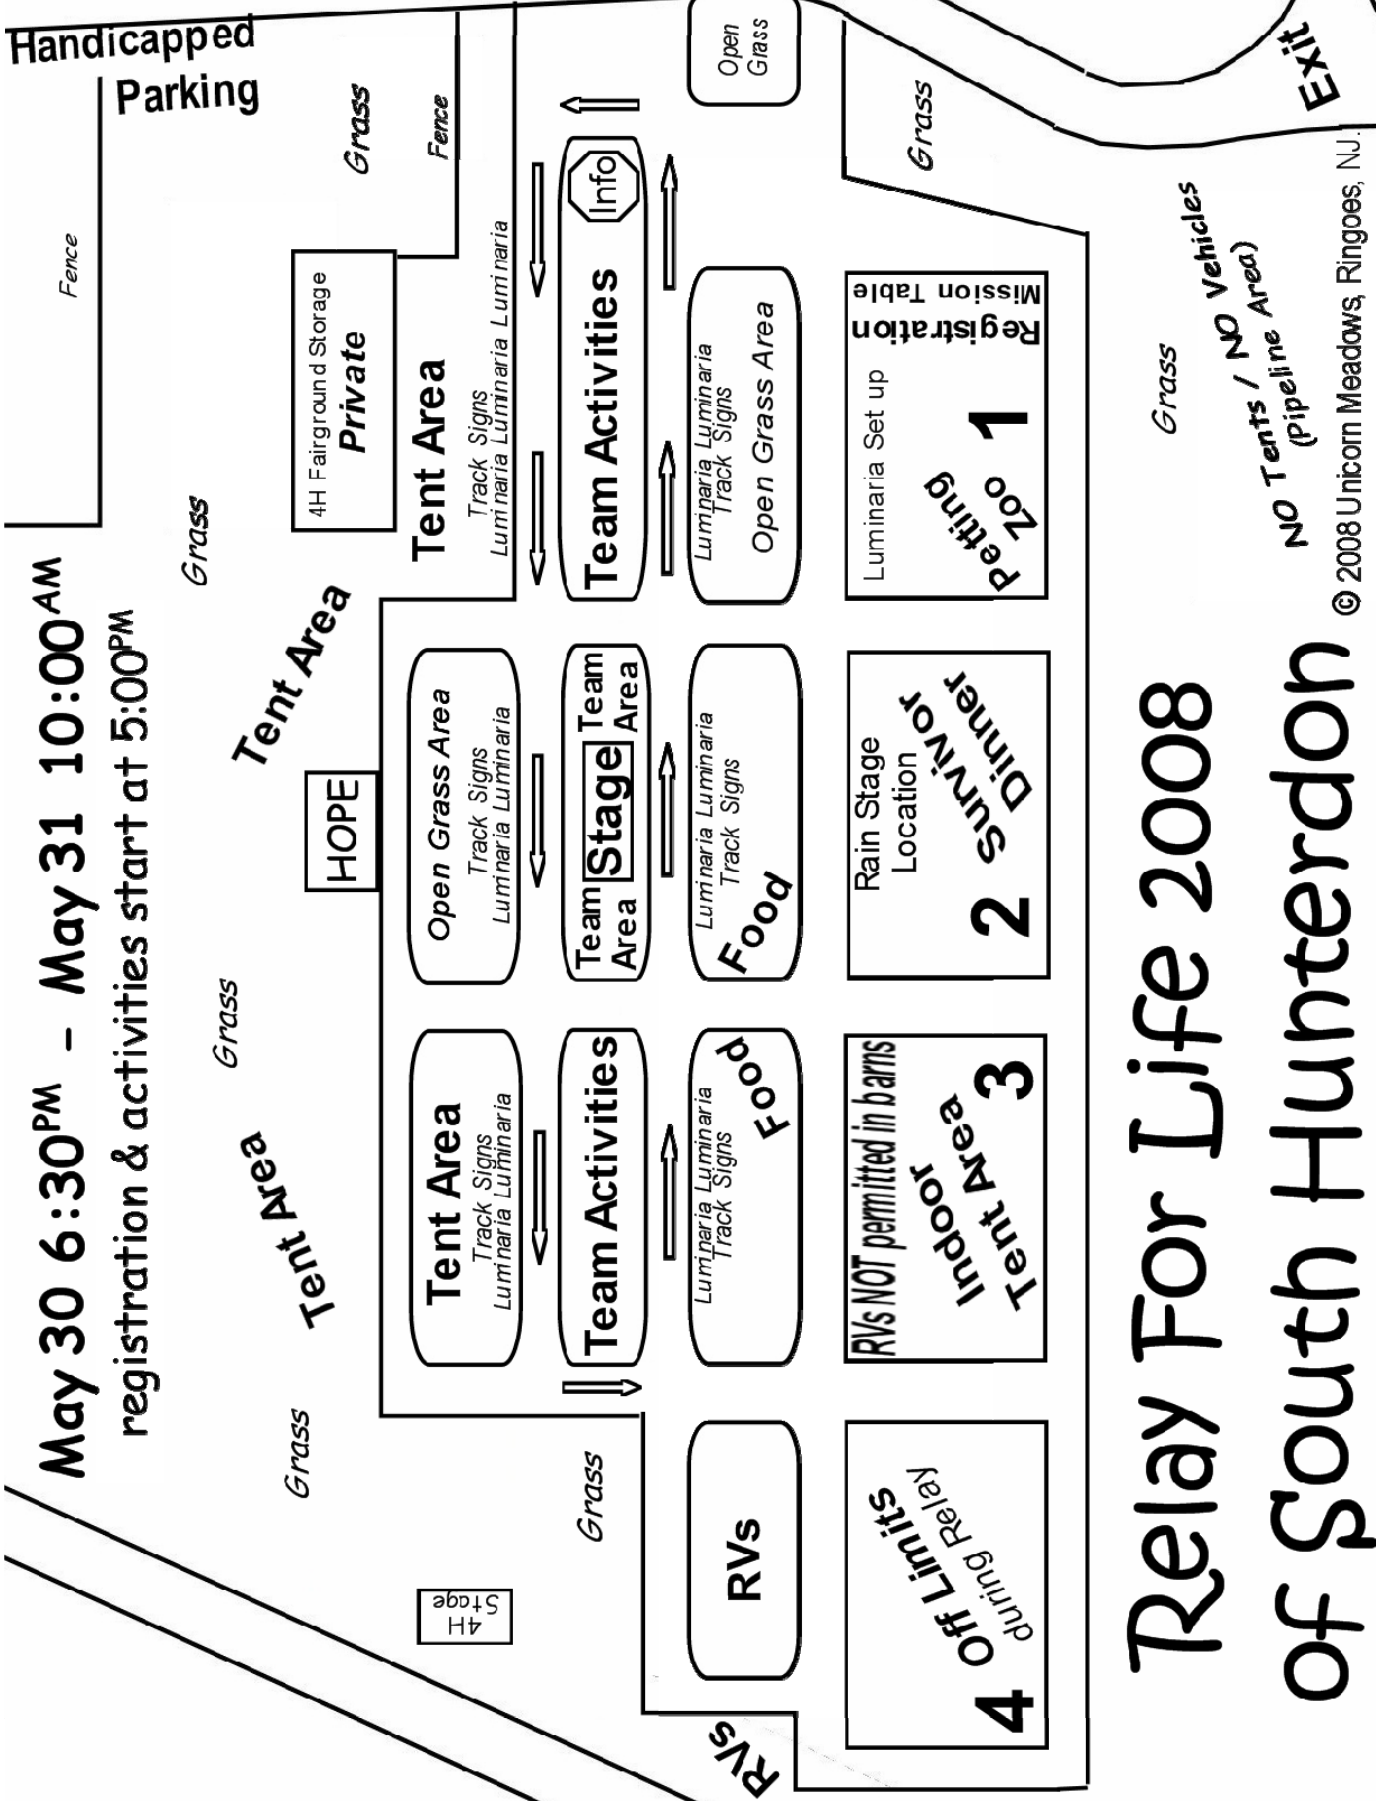 May 30 6:30PM - May 31 10:00AM
registration & activities start at 5:00PM
Handicapped
Parking
Fence
Grass
Grass
Grass
Grass
Fence
Tent Area
Tent Area
HOPE
4H Fairground Storage
Private
4H
Stage
Grass
Tent Area
Track Signs
Luminaria Luminaria
Open Grass Area
Track Signs
Luminaria Luminaria
Tent Area
Track Signs
Luminaria Luminaria Luminaria Luminaria
Team Activities
Team
Area
Stage
Team
Area
Team Activities
Info
RVs
RVs
Luminaria Luminaria
Track Signs
Food
Luminaria Luminaria
Track Signs
Food
Luminaria Luminaria
Track Signs
Open Grass Area
Open
Grass
Grass
4 Off Limits
during Relay
RVs NOT permitted in barns
Indoor
Tent Area
3
Rain Stage
Location
2 Survivor
Dinner
Luminaria Set up
Petting
Zoo
1
Registration
Mission Table
Grass
NO Tents / NO Vehicles
(Pipeline Area)
Exit
Relay For Life 2008
of South Hunterdon
© 2008 Unicorn Meadows, Ringoes, NJ.